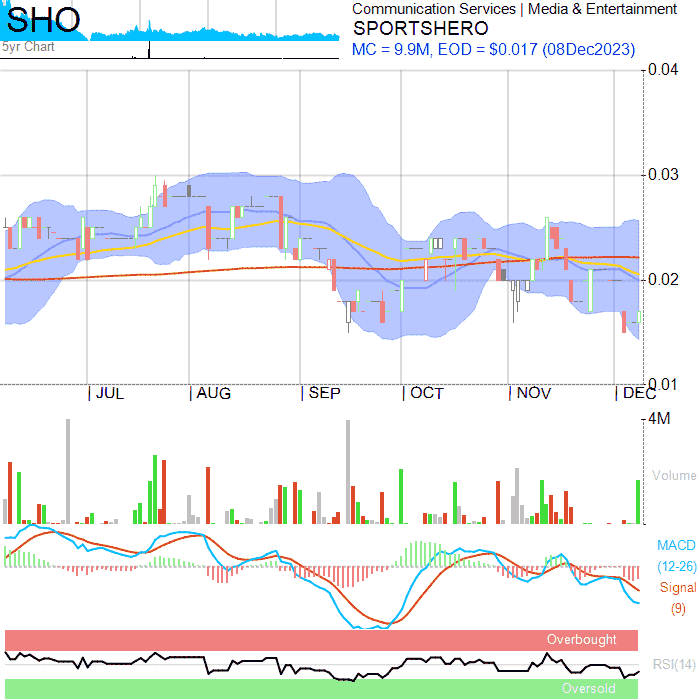 SHO
5yr Chart
Communication Services | Media & Entertainment
SPORTSHERO
MC = 9.9M, EOD = $0.017 (08Dec2023)
0.04
0.03
0.02
0.01
JUL AUG SEP OCT NOV DEC
4M
Volume
MACD
(12-26)
Signal
(9)
Overbought
RSI(14)
Oversold